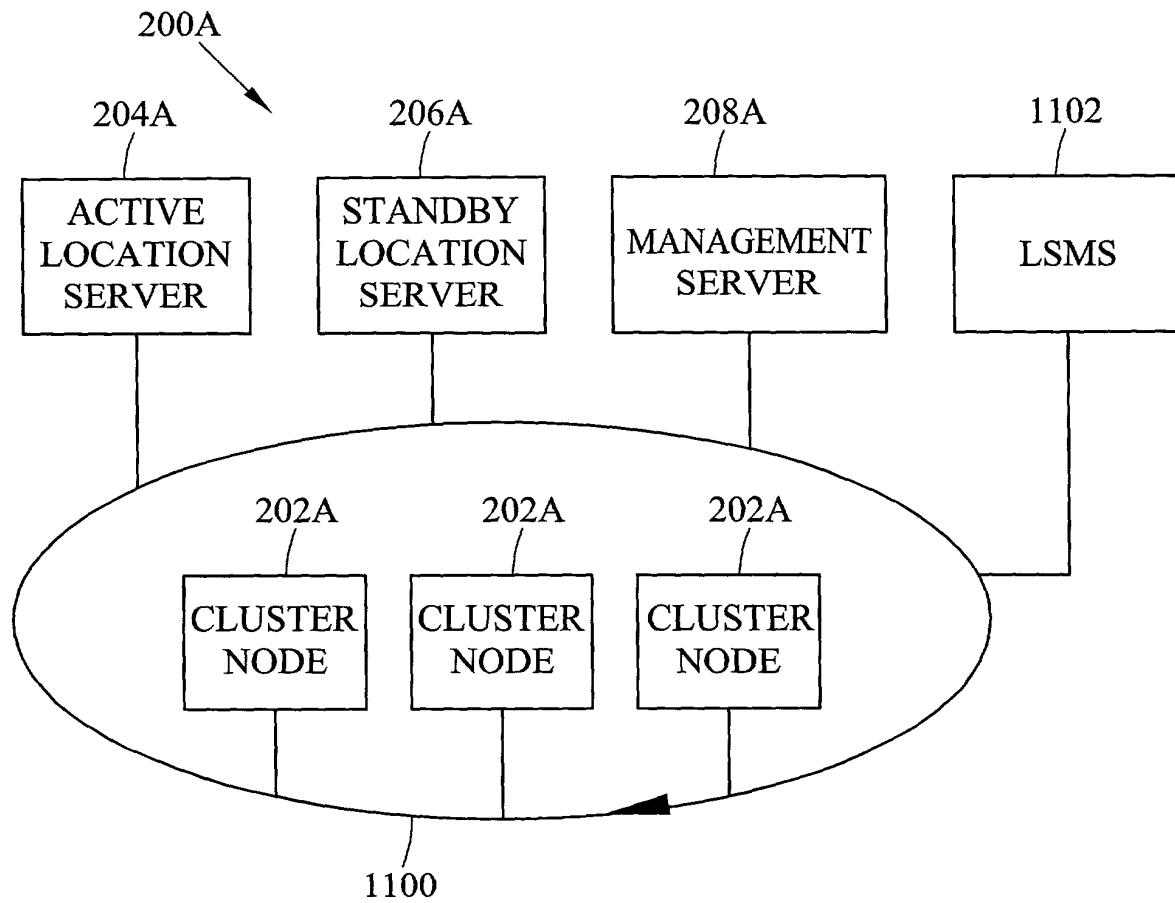 200A
204A
206A
208A
1102
ACTIVE
LOCATION
SERVER
STANDBY
LOCATION
SERVER
MANAGEMENT
SERVER
LSMS
202A
202A
202A
CLUSTER
NODE
CLUSTER
NODE
CLUSTER
NODE
1100